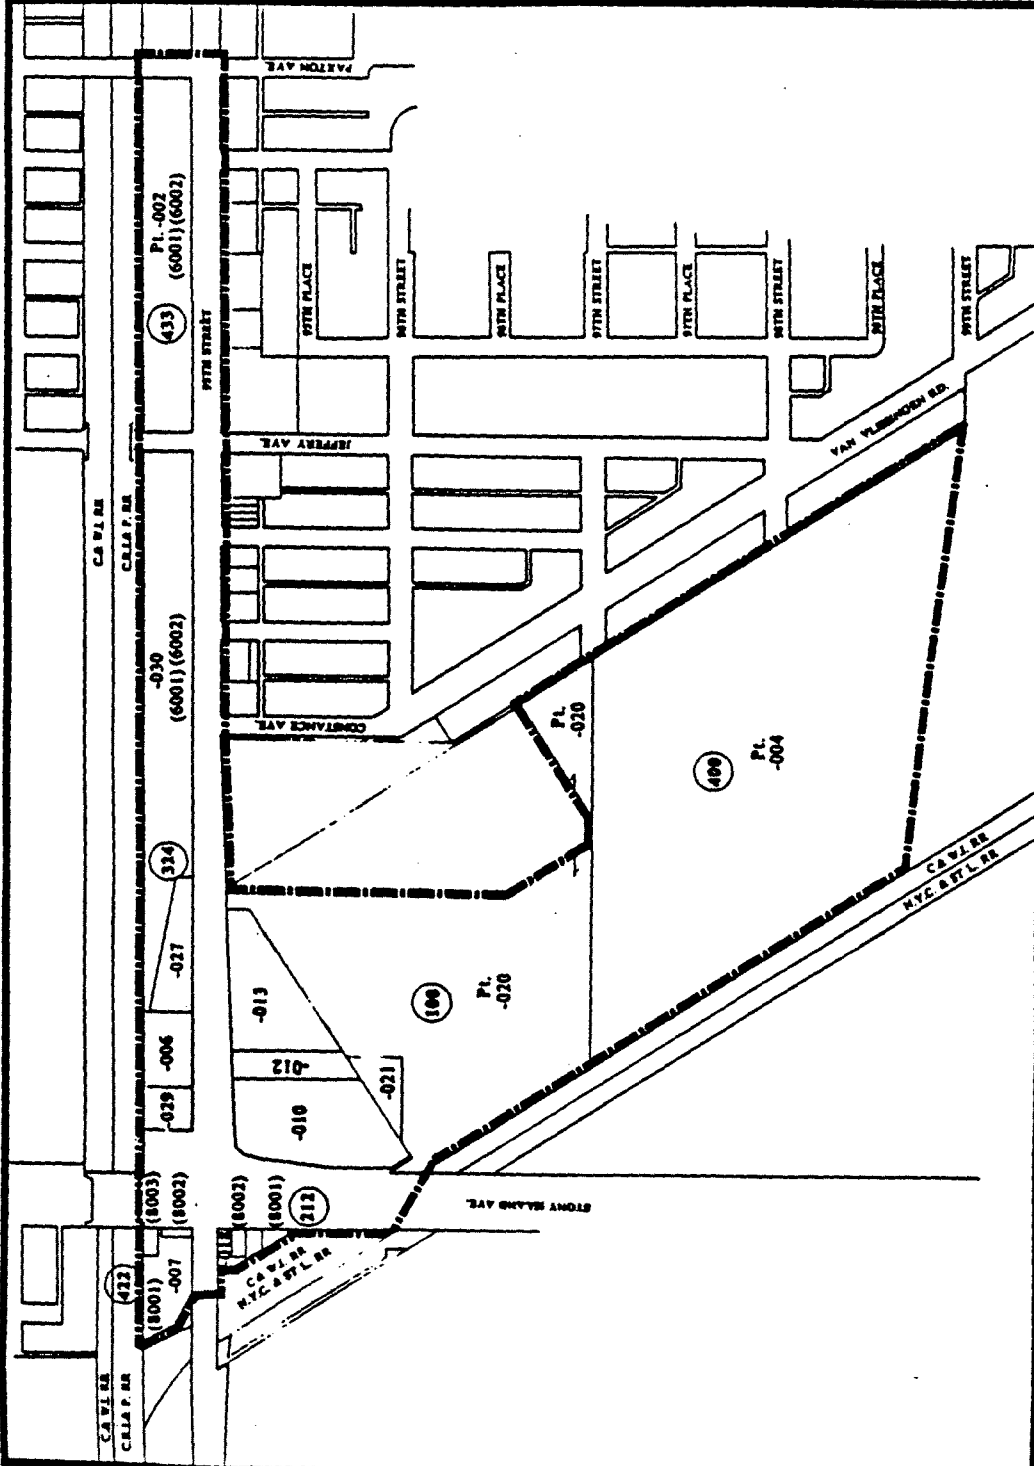 PAXTON AVE.
Pt. -002
(6001) (6002)
433
95TH STREET
95TH PLACE
96TH STREET
96TH PLACE
97TH STREET
97TH PLACE
98TH STREET
99TH STREET
JEFFERY AVE.
VAN VLISSINGEN RD.
C.& W.I. RR
C.R.I.& P. RR
-030
(6001) (6002)
CONSTANCE AVE.
Pt.
-020
400
Pt.
-004
324
-027
-013
100
Pt.
-020
C.& W.I. RR
N.Y.C. & ST L. RR
-006
-012
-021
-029
-010
(8003)
(8002)
(8002)
(8001)
212
STONY ISLAND AVE.
422
(8001)
-007
C.& W.I. RR
N.Y.C. & ST L. RR
C.& W.I. RR
C.R.I.& P. RR